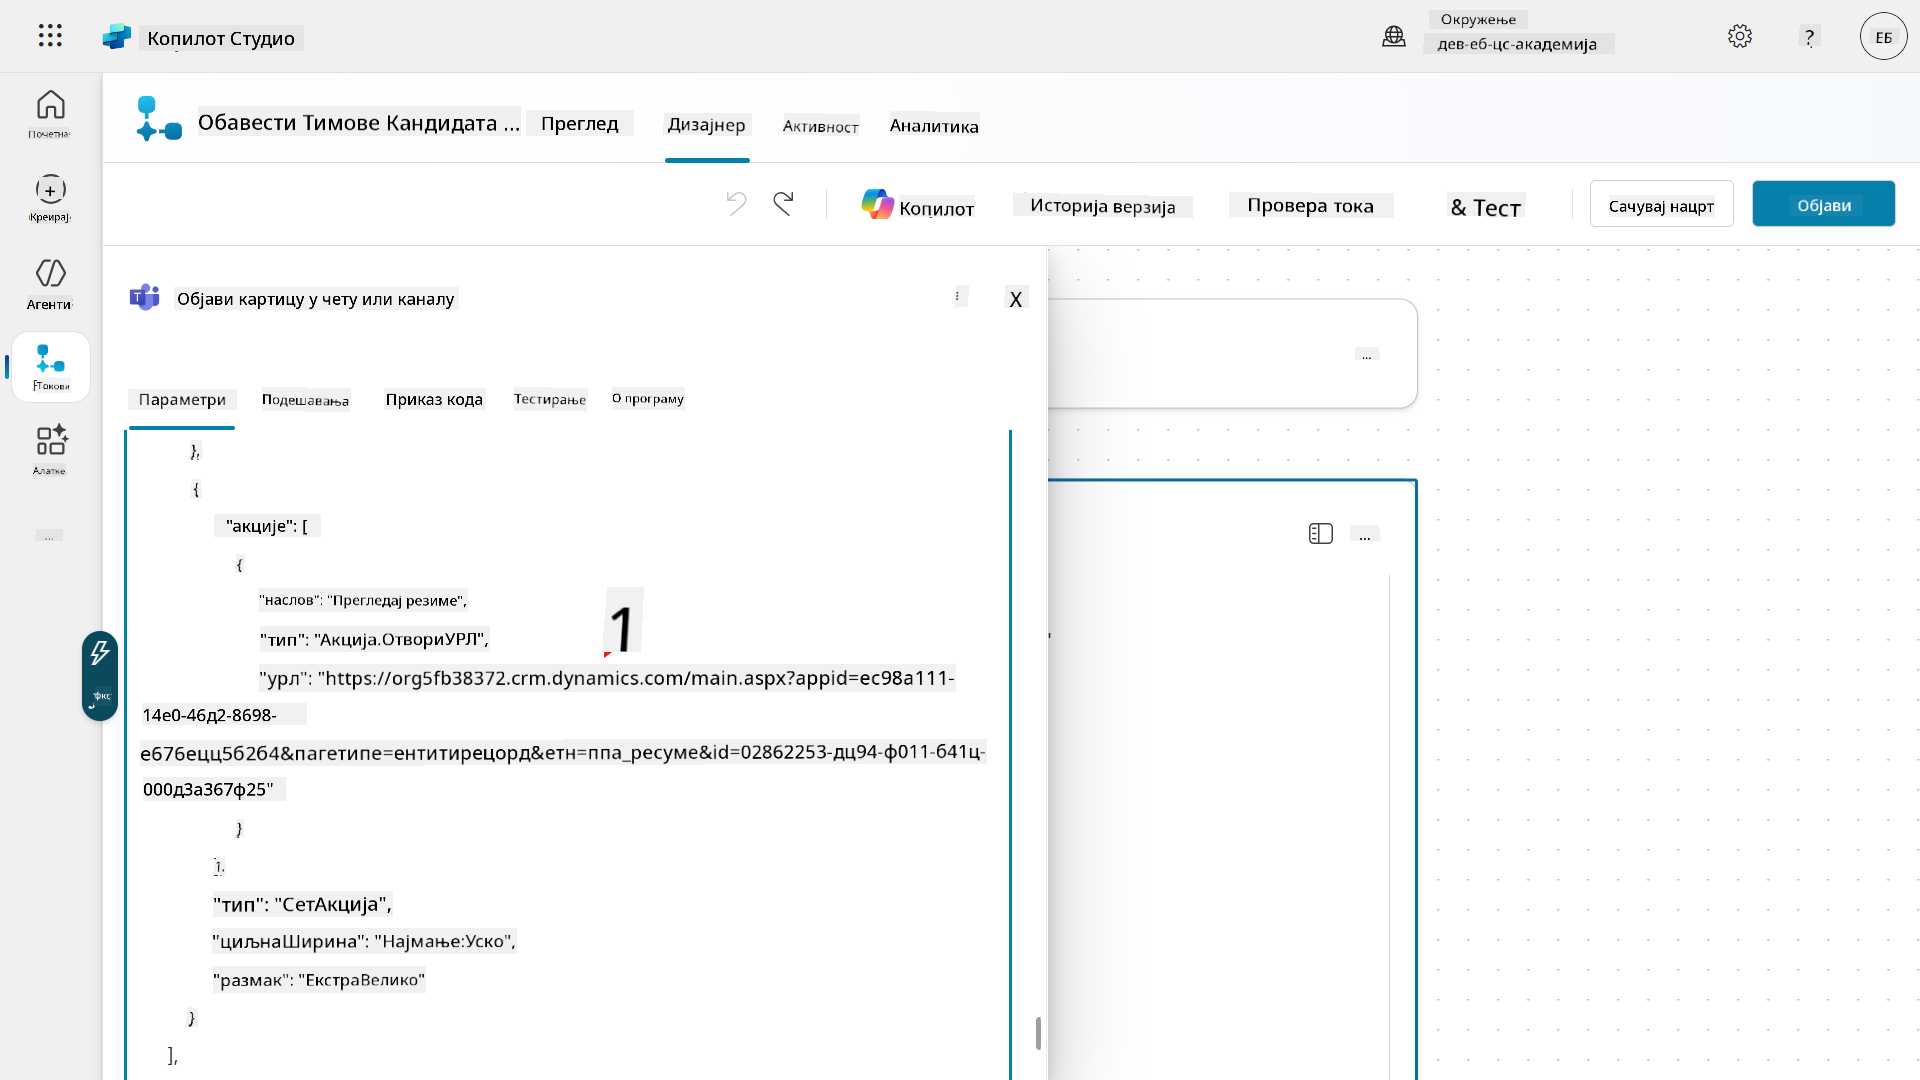 Копилот Студио
Окружење
дев-еб-цс-академија
?
ЕБ
Почетна
Креирај
Агенти
Токови
Алатке
...
фкс
Обавести Тимове Кандидата ...
Преглед
Дизајнер
Активност
Аналитика
Копилот
Историја верзија
Провера тока
& Тест
Сачувај нацрт
Објави
Објави картицу у чету или каналу
X
Параметри
Подешавања
Приказ кода
Тестирање
О програму
...
...
},
{
"акције": [
{
"наслов": "Прегледај резиме",
"тип": "Акција.ОтвориУРЛ",
1
"урл": "https://org5fb38372.crm.dynamics.com/main.aspx?appid=ec98a111-
14е0-46д2-8698-
е676ецц5б2б4&пагетипе=ентитирецорд&етн=ппа_ресуме&id=02862253-дц94-ф011-б41ц-
000д3а367ф25"
}
],
"тип": "СетАкција",
"циљнаШирина": "Најмање:Уско",
"размак": "ЕкстраВелико"
}
],